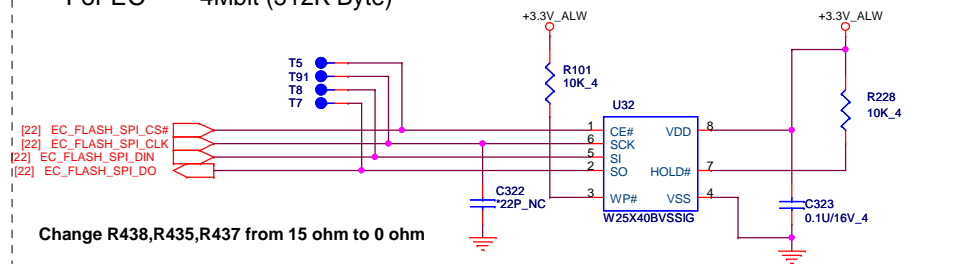 For EC 4Mbit (512K Byte)
+3.3V_ALW
+3.3V_ALW
T5
T91
T8
T7
R101
10K_4
R228
10K_4
U32
[22] EC_FLASH_SPI_CS#
[22] EC_FLASH_SPI_CLK
[22] EC_FLASH_SPI_DIN
[22] EC_FLASH_SPI_DO
1 CE# VDD 8
6 SCK
5 SI
2 SO HOLD# 7
3 WP# VSS 4
W25X40BVSSIG
C322
*22P_NC
C323
0.1U/16V_4
Change R438,R435,R437 from 15 ohm to 0 ohm